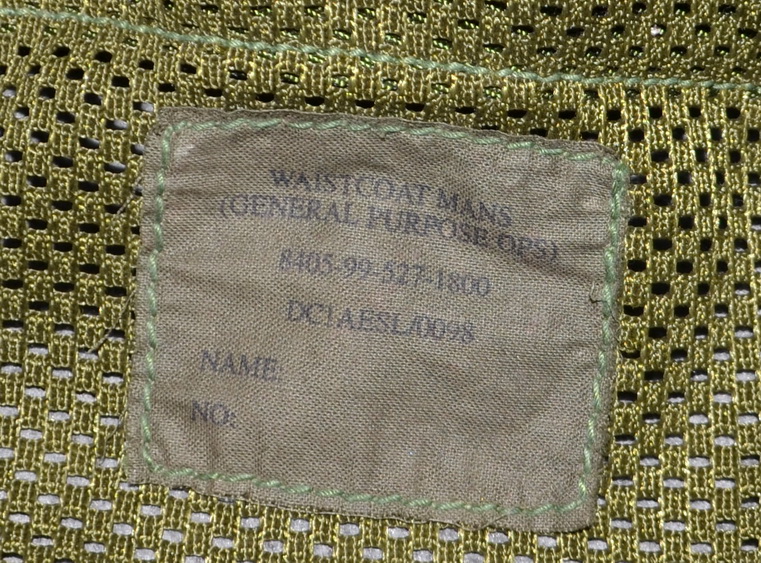 WAISTCOAT MANS
(GENERAL PURPOSE OPS)
8405-99-527-1800
DC1AESL/0098
NAME:
NO: